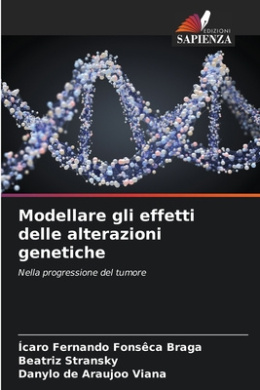 EDIZIONI
SAPIENZA
Modellare gli effetti
delle alterazioni
genetiche
Nella progressione del tumore
Ícaro Fernando Fonsêca Braga
Beatriz Stransky
Danylo de Araujoo Viana